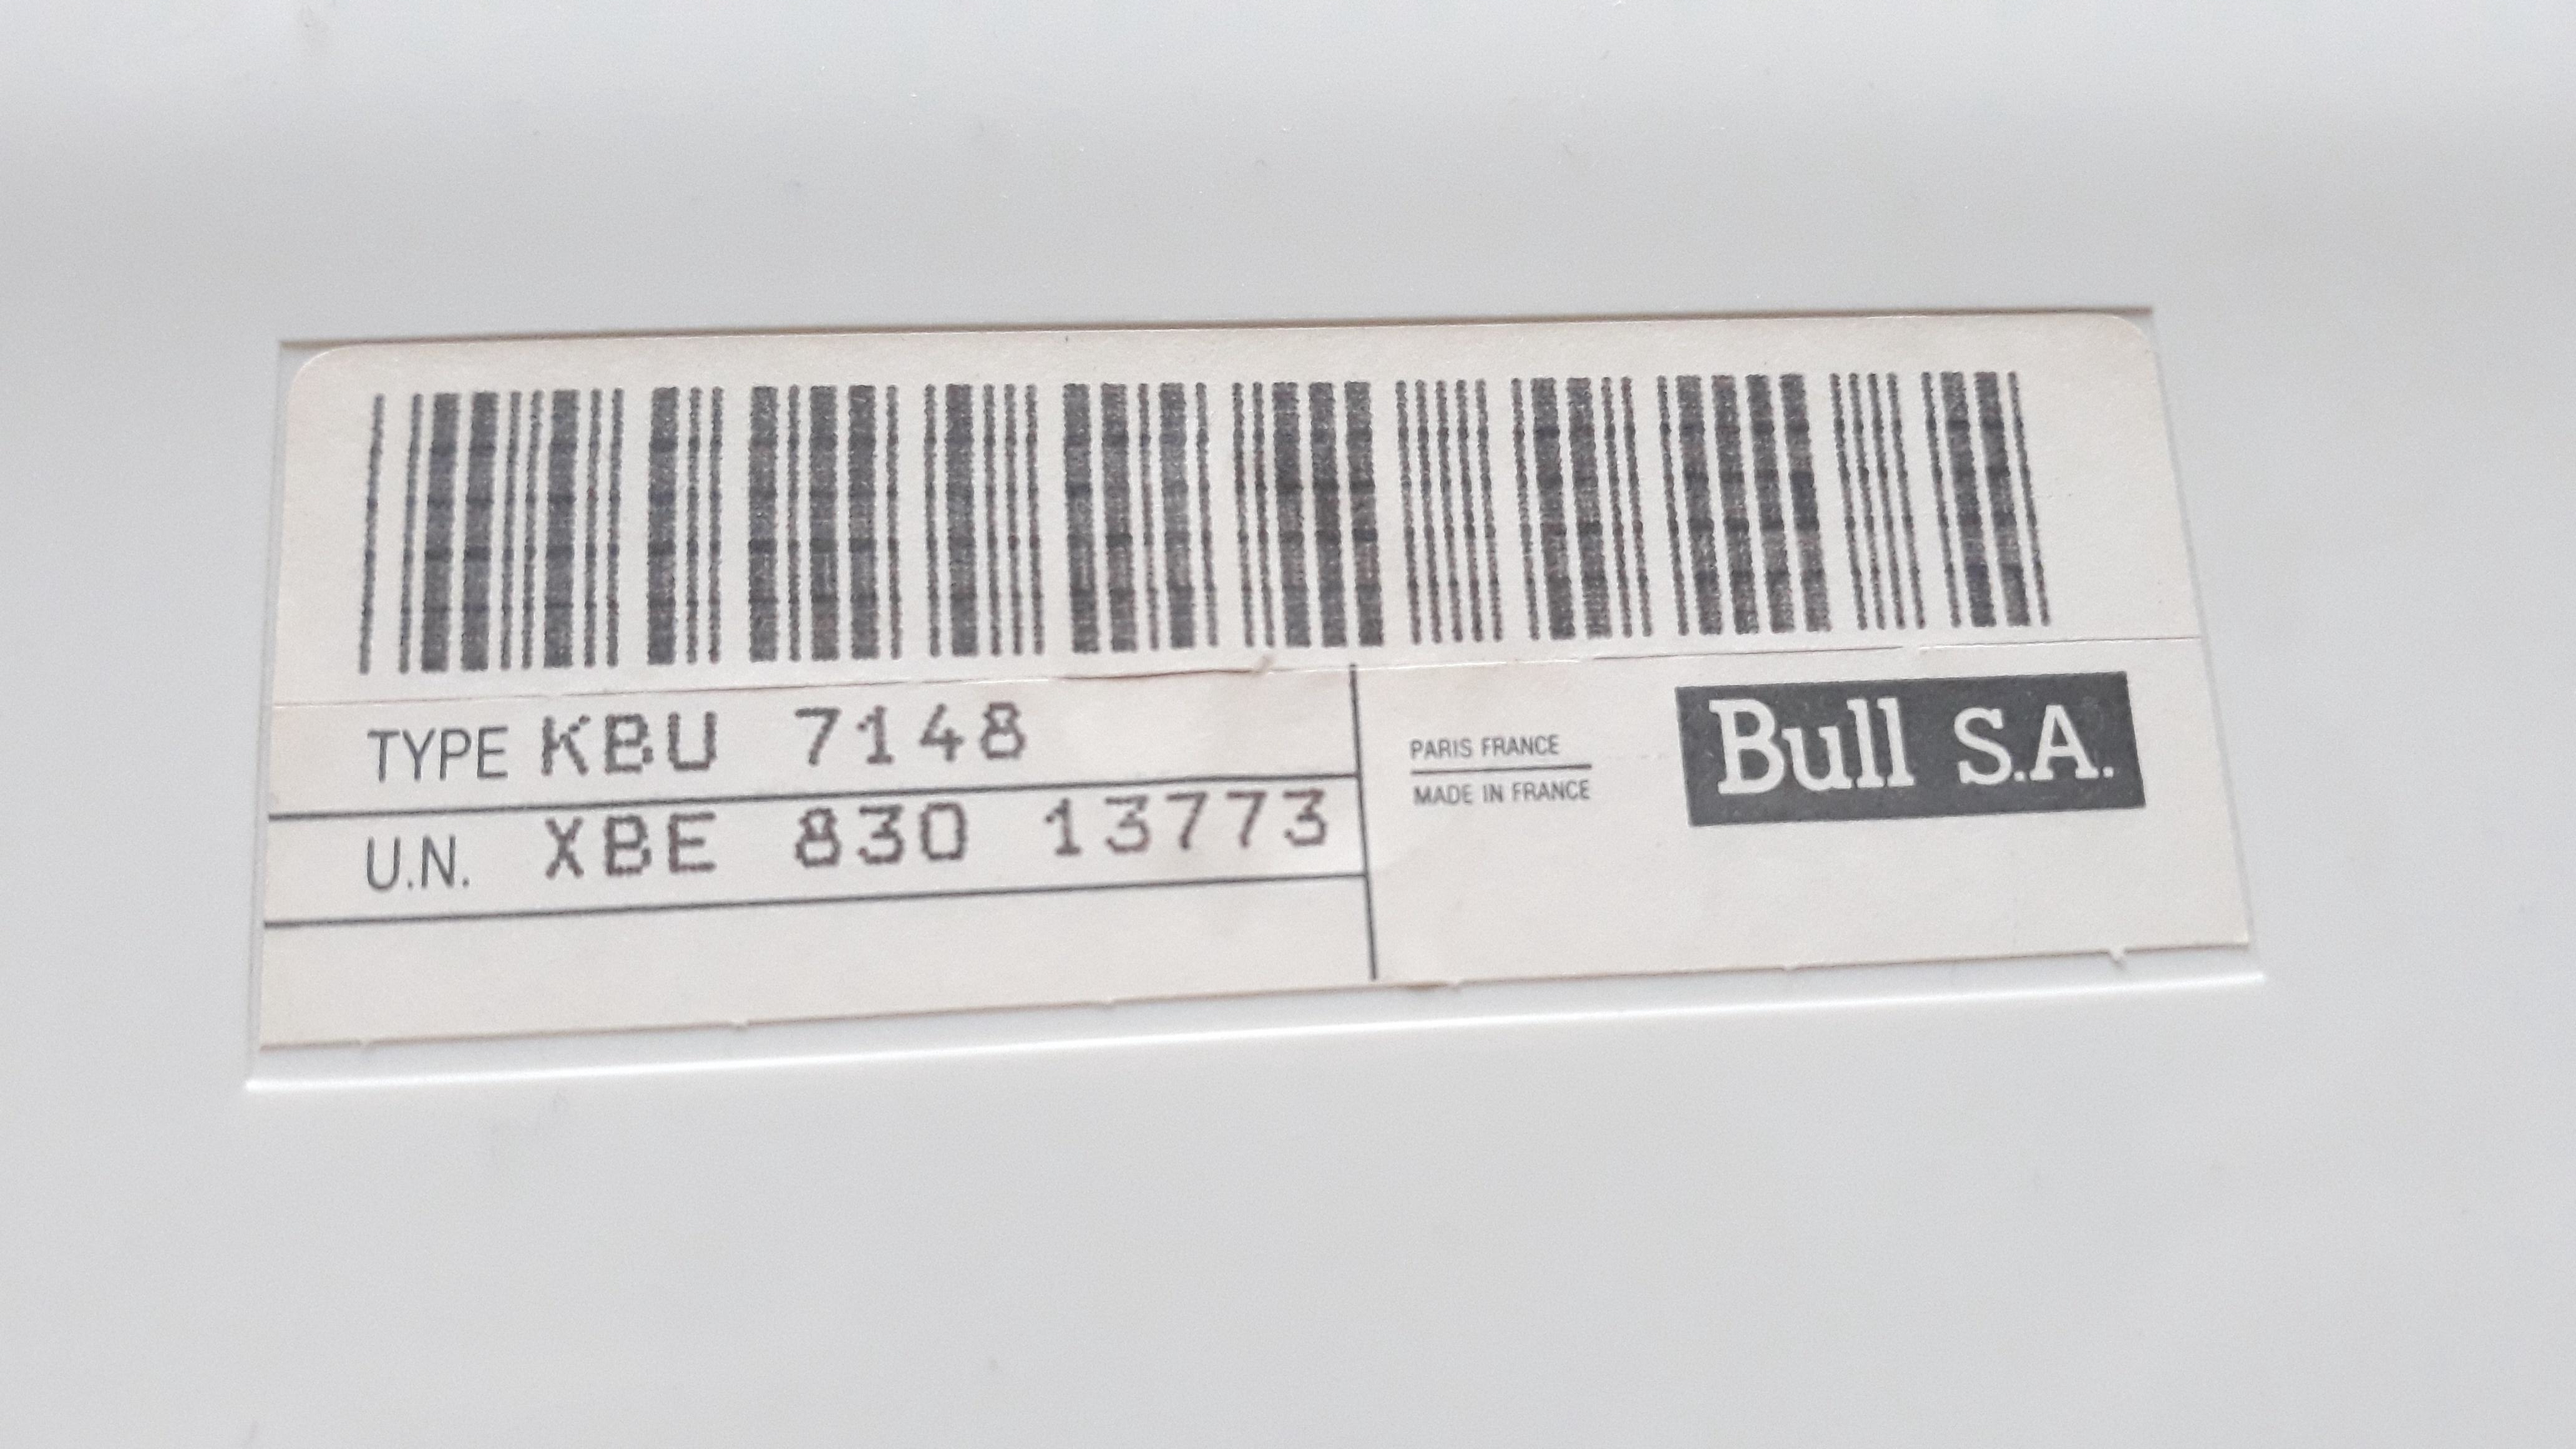 TYPE KBU 7148
U.N. XBE 830 13773
PARIS FRANCE
MADE IN FRANCE
Bull S.A.